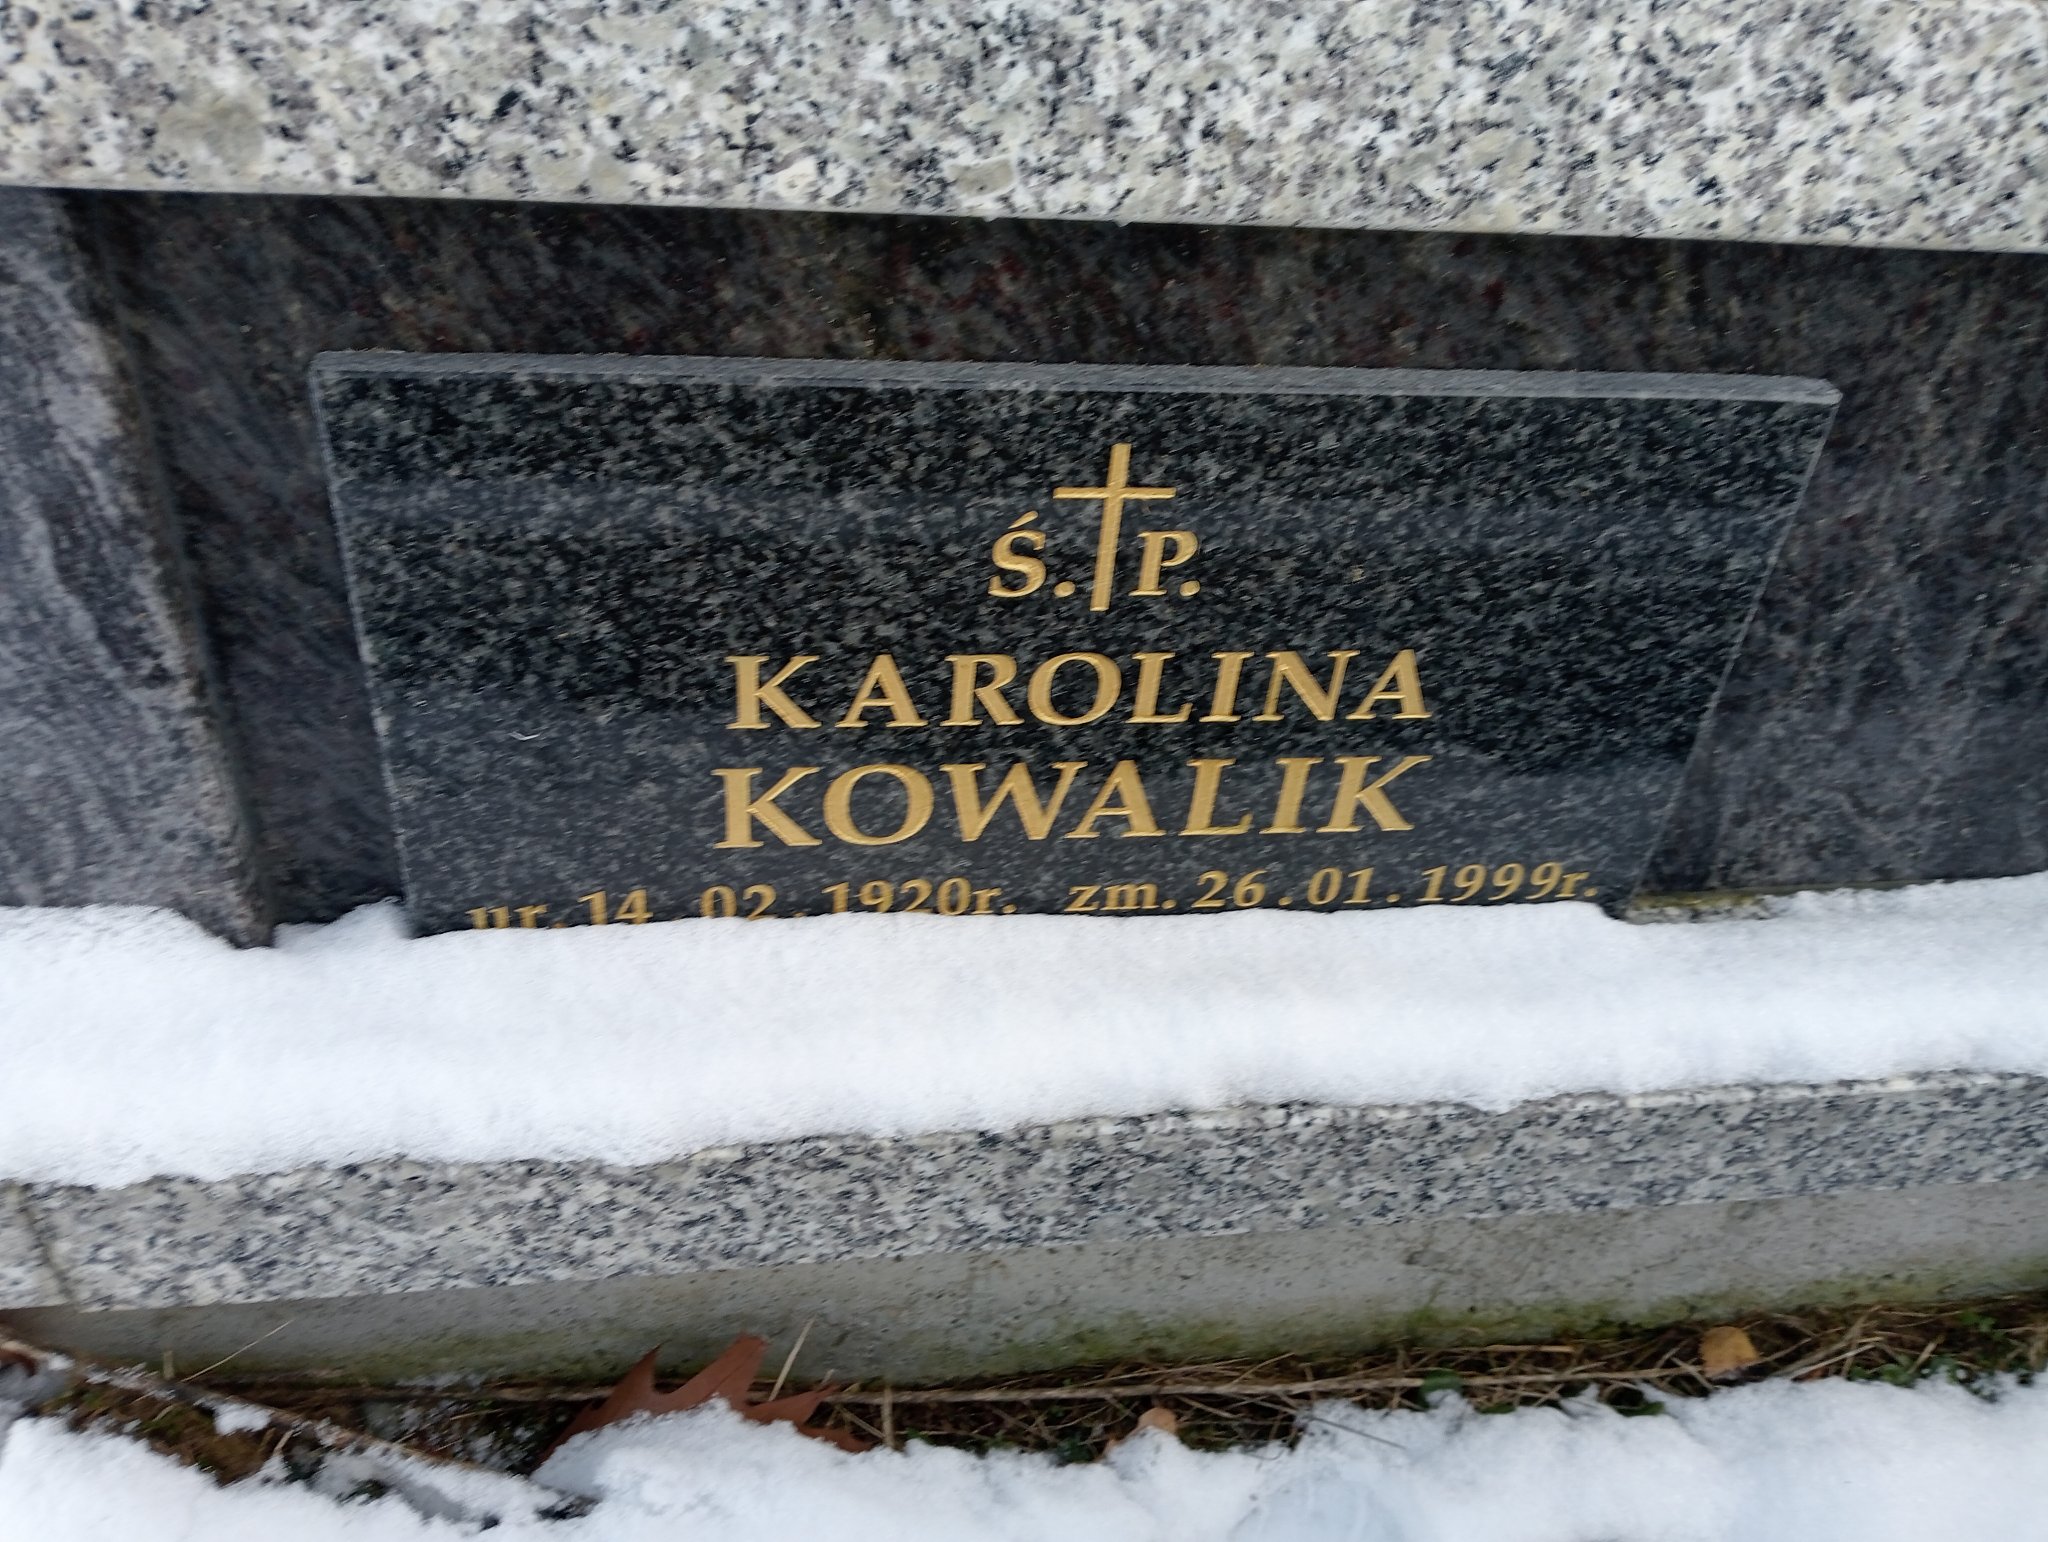 Ś. P.
KAROLINA
KOWALIK
ur. 14. 02. 1920r. zm. 26. 01. 1999r.